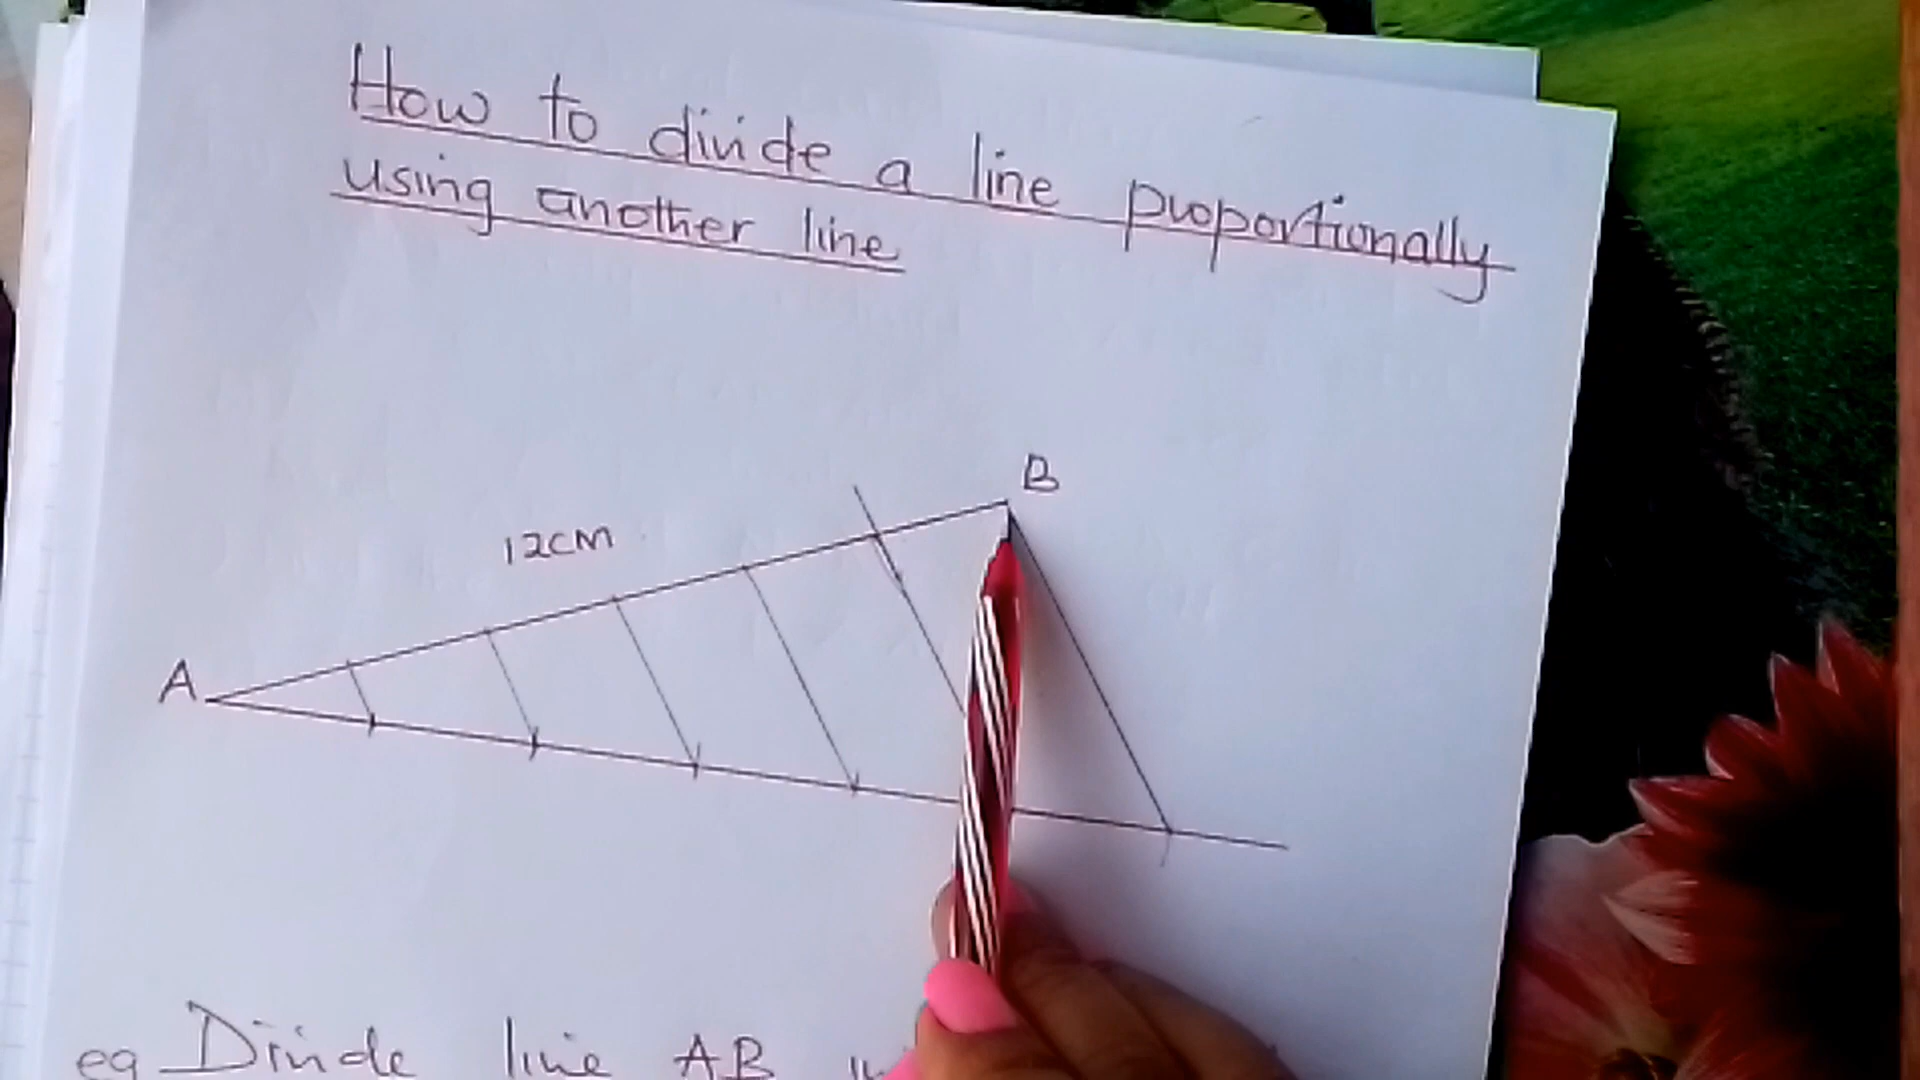 How to divide a line proportionally
using another line
B
12CM
A
eg Divide line AB